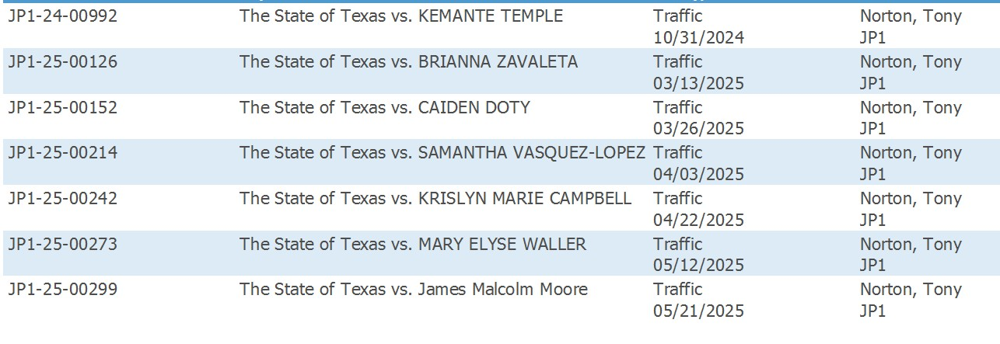 JP1-24-00992 The State of Texas vs. KEMANTE TEMPLE Traffic Norton, Tony
10/31/2024 JP1
JP1-25-00126 The State of Texas vs. BRIANNA ZAVALETA Traffic Norton, Tony
03/13/2025 JP1
JP1-25-00152 The State of Texas vs. CAIDEN DOTY Traffic Norton, Tony
03/26/2025 JP1
JP1-25-00214 The State of Texas vs. SAMANTHA VASQUEZ-LOPEZ Traffic Norton, Tony
04/03/2025 JP1
JP1-25-00242 The State of Texas vs. KRISLYN MARIE CAMPBELL Traffic Norton, Tony
04/22/2025 JP1
JP1-25-00273 The State of Texas vs. MARY ELYSE WALLER Traffic Norton, Tony
05/12/2025 JP1
JP1-25-00299 The State of Texas vs. James Malcolm Moore Traffic Norton, Tony
05/21/2025 JP1